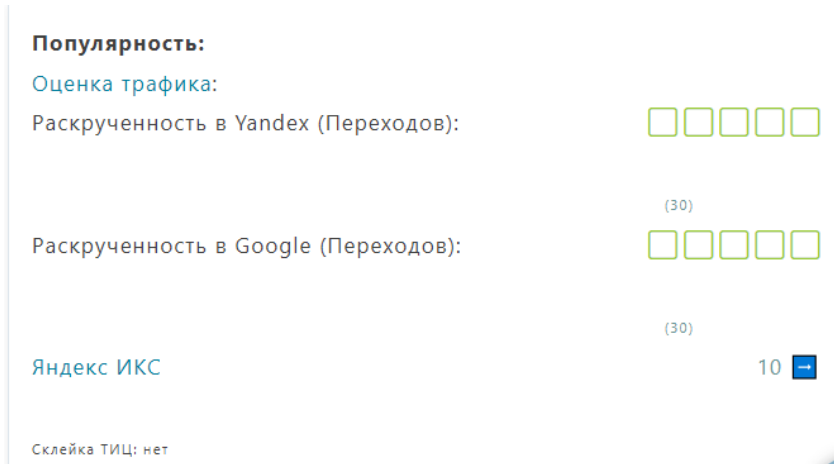 Популярность:
Оценка трафика:
Раскрученность в Yandex (Переходов):
(30)
Раскрученность в Google (Переходов):
(30)
Яндекс ИКС 10 →
Склейка ТИЦ: нет